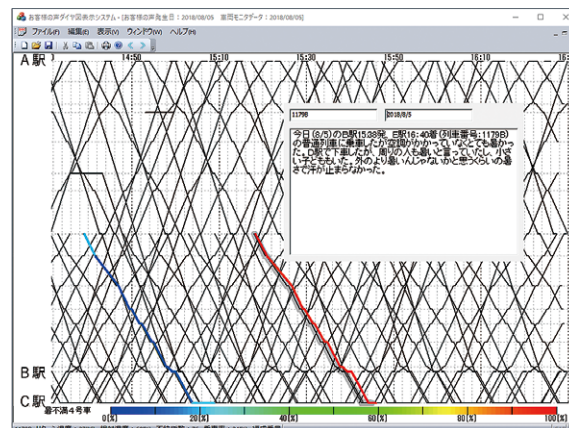 お客様の声ダイヤ図表示システム - [お客様の声発生日：2018/08/05 車両モニタデータ：2018/08/05]
ファイル(F) 編集(E) 表示(V) ウィンドウ(W) ヘルプ(H)
A駅
14:50 15:10 15:30 15:50 16:10
1179B 2018/8/5
今日(8/5)のB駅15:38発、E駅16:40着(列車番号:1179B)
の普通列車に乗車したが空調がかかっていなくとても暑かっ
た。D駅で下車したが、周りの人も暑いと言っていたし、小さ
い子どももいた。外のより暑いんじゃないかと思うくらいの暑
さで汗が止まらなかった。
B駅
C駅
暑不満4号車
0[%] 20[%] 40[%] 60[%] 80[%] 100[%]